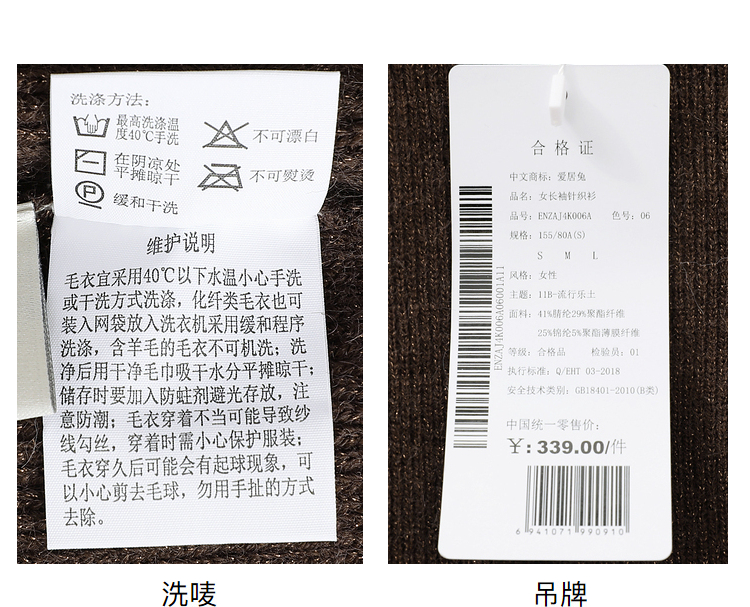 洗涤方法:
最高洗涤温
度40℃手洗
不可漂白
在阴凉处
平摊晾干
不可熨烫
P
缓和干洗
维护说明
毛衣宜采用40℃以下水温小心手洗
或干洗方式洗涤，化纤类毛衣也可
装入网袋放入洗衣机采用缓和程序
洗涤，含羊毛的毛衣不可机洗；洗
净后用干净毛巾吸干水分平摊晾干；
储存时要加入防蛀剂避光存放，注
意防潮；毛衣穿着不当可能导致纱
线勾丝，穿着时需小心保护服装；
毛衣穿久后可能会有起球现象，可
以小心剪去毛球，勿用手扯的方式
去除。
洗唛
合格证
中文商标：爱居兔
品名：女长袖针织衫
品号：ENZAJ4K006A 色号：06
规格：155/80A(S)
S M L
风格：女性
主题：11B-流行乐土
面料：41%腈纶29%聚酯纤维
25%锦纶5%聚酯薄膜纤维
等级：合格品 检验员：01
执行标准：Q/EHT 03-2018
安全技术类别：GB18401-2010(B类)
中国统一零售价：
¥：339.00/件
ENZAJ4K006A06001A11
6 941071 990910
吊牌